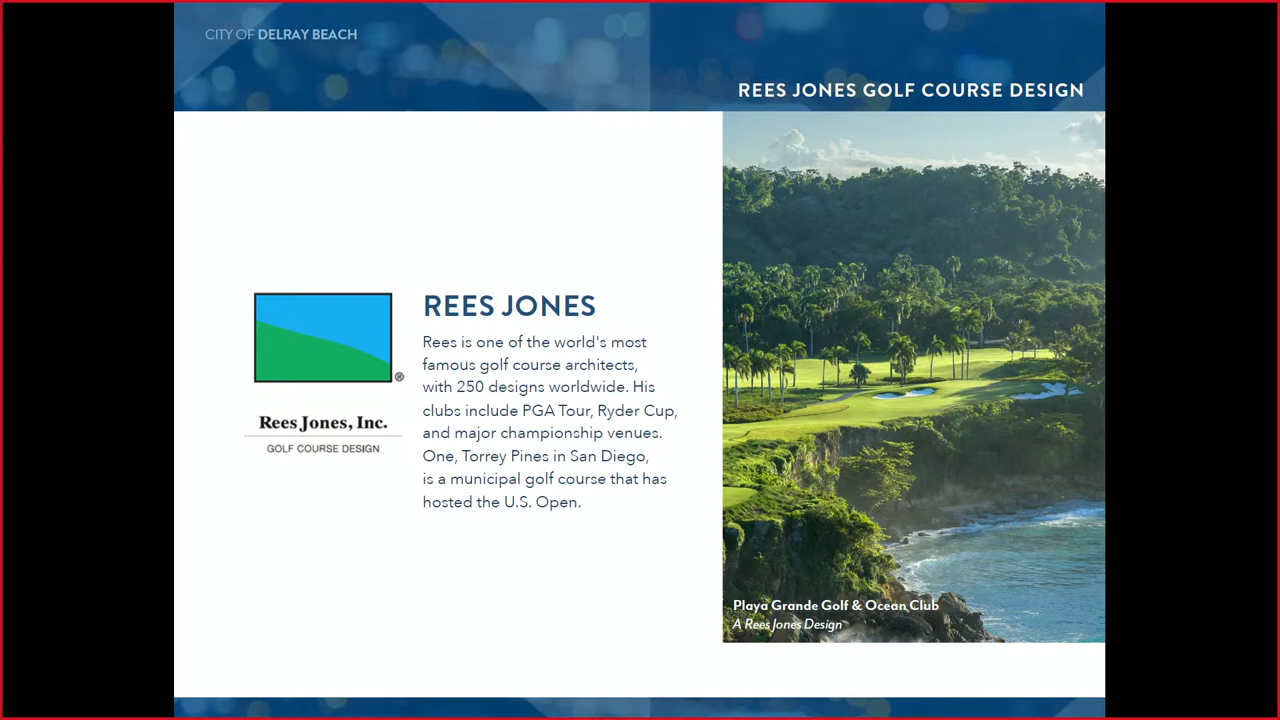 CITY OF DELRAY BEACH
REES JONES GOLF COURSE DESIGN
®
Rees Jones, Inc.
GOLF COURSE DESIGN
REES JONES
Rees is one of the world's most
famous golf course architects,
with 250 designs worldwide. His
clubs include PGA Tour, Ryder Cup,
and major championship venues.
One, Torrey Pines in San Diego,
is a municipal golf course that has
hosted the U.S. Open.
Playa Grande Golf & Ocean Club
A Rees Jones Design